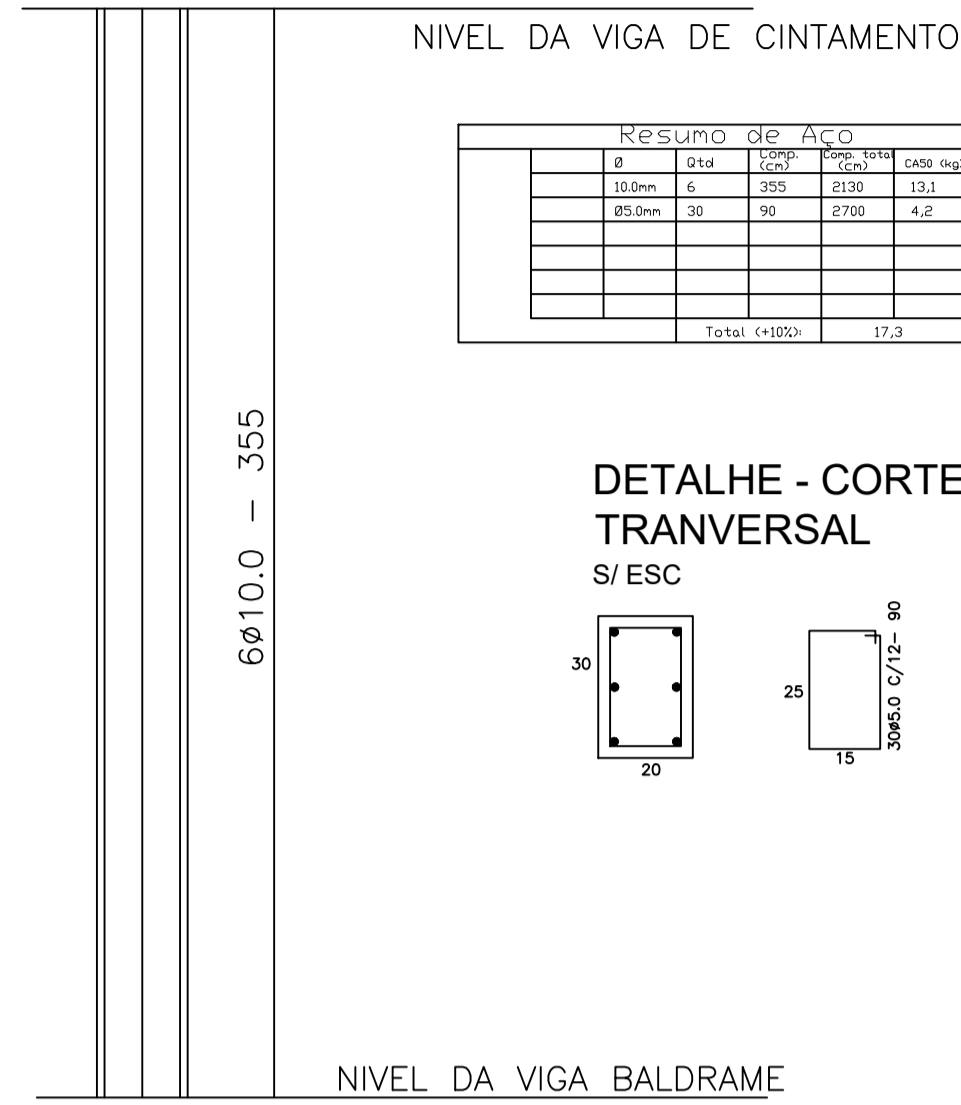 NIVEL DA VIGA DE CINTAMENTO
Resumo de Aço
Ø Qtd Comp. (cm) Comp. total (cm) CA50 (kg)
10.0mm 6 355 2130 13,1
Ø5.0mm 30 90 2700 4,2
Total (+10%): 17,3
6ø10.0 - 355
DETALHE - CORTE
TRANVERSAL
S/ ESC
30
20
25
15
30ø5.0 C/12- 90
NIVEL DA VIGA BALDRAME